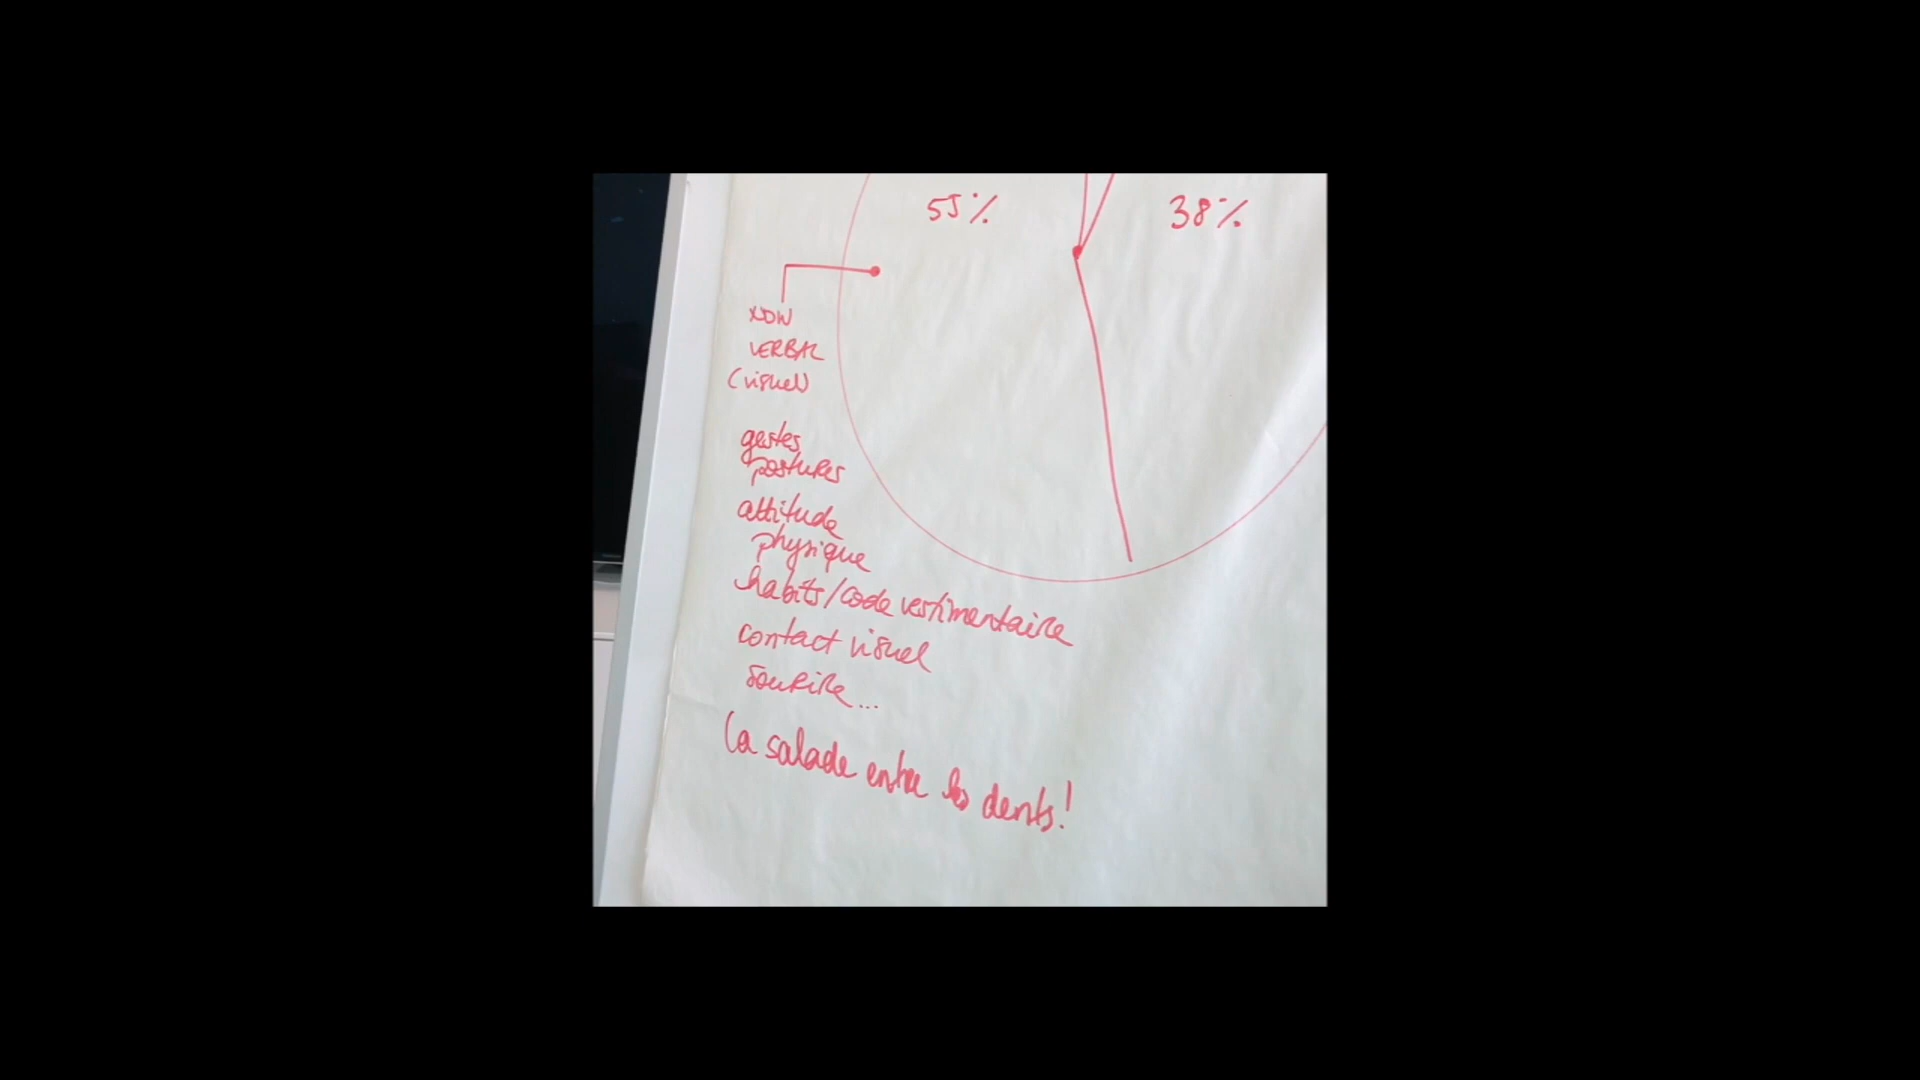 55% 38%
NON
VERBAL
(visuel)
gestes
postures
attitude
physique
habits/code vestimentaire
contact visuel
sourire...
la salade entre les dents!